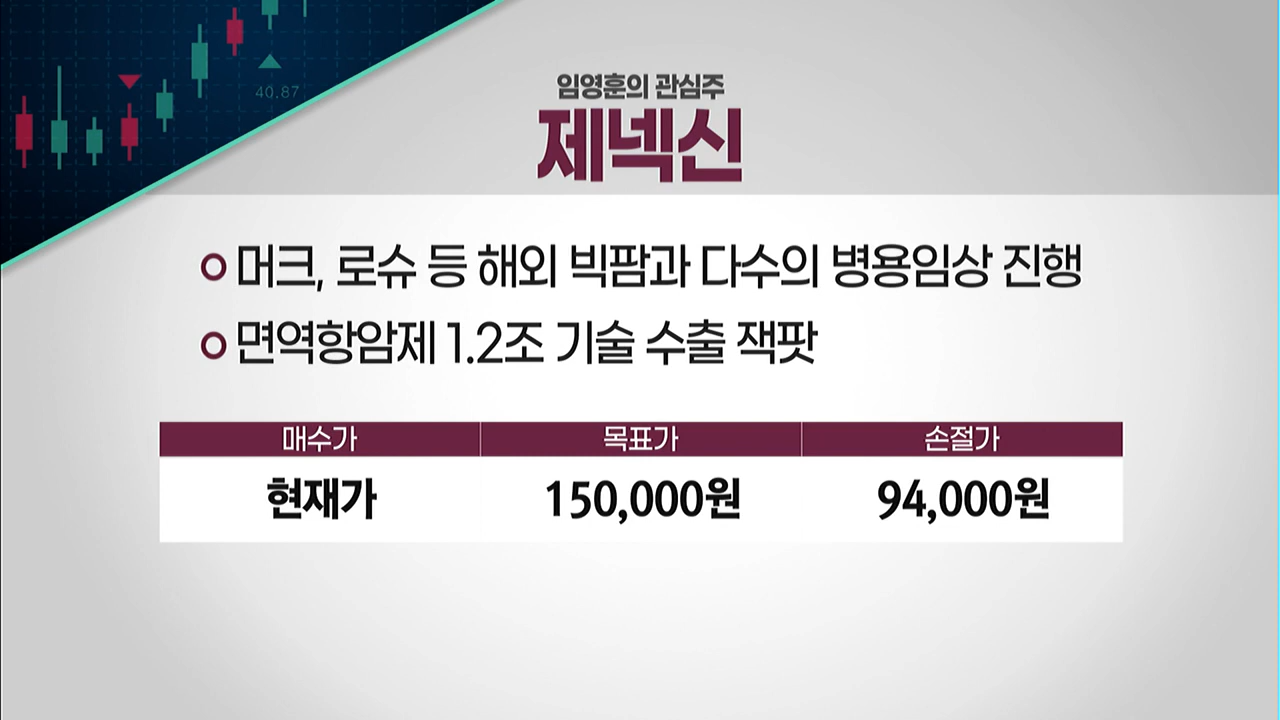 40.87
임영훈의 관심주
제넥신
머크, 로슈 등 해외 빅팜과 다수의 병용임상 진행
면역항암제 1.2조 기술 수출 잭팟
매수가 목표가 손절가
현재가 150,000원 94,000원